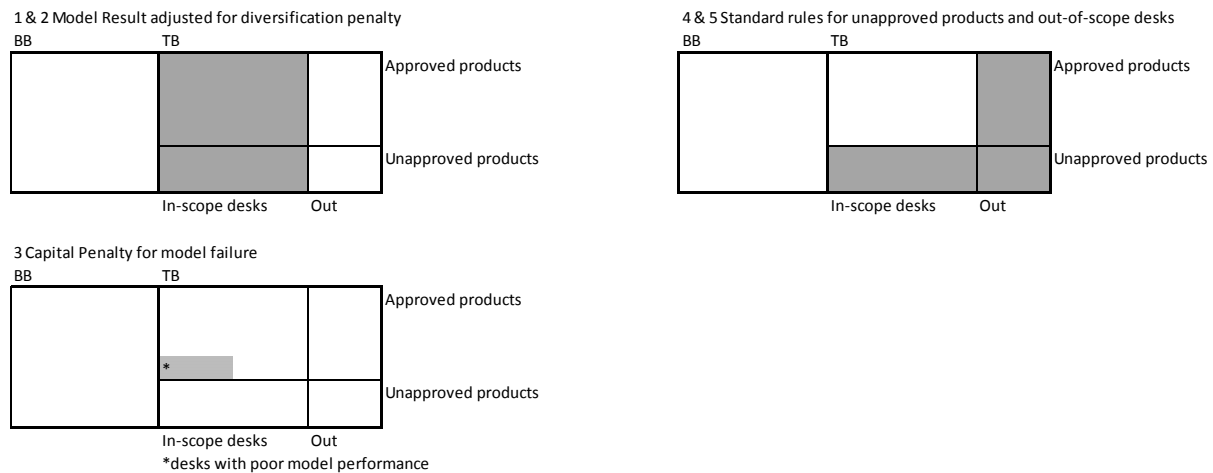 1 & 2 Model Result adjusted for diversification penalty
BB TB
Approved products
Unapproved products
In-scope desks Out
4 & 5 Standard rules for unapproved products and out-of-scope desks
BB TB
Approved products
Unapproved products
In-scope desks Out
3 Capital Penalty for model failure
BB TB
Approved products
*
Unapproved products
In-scope desks Out
*desks with poor model performance